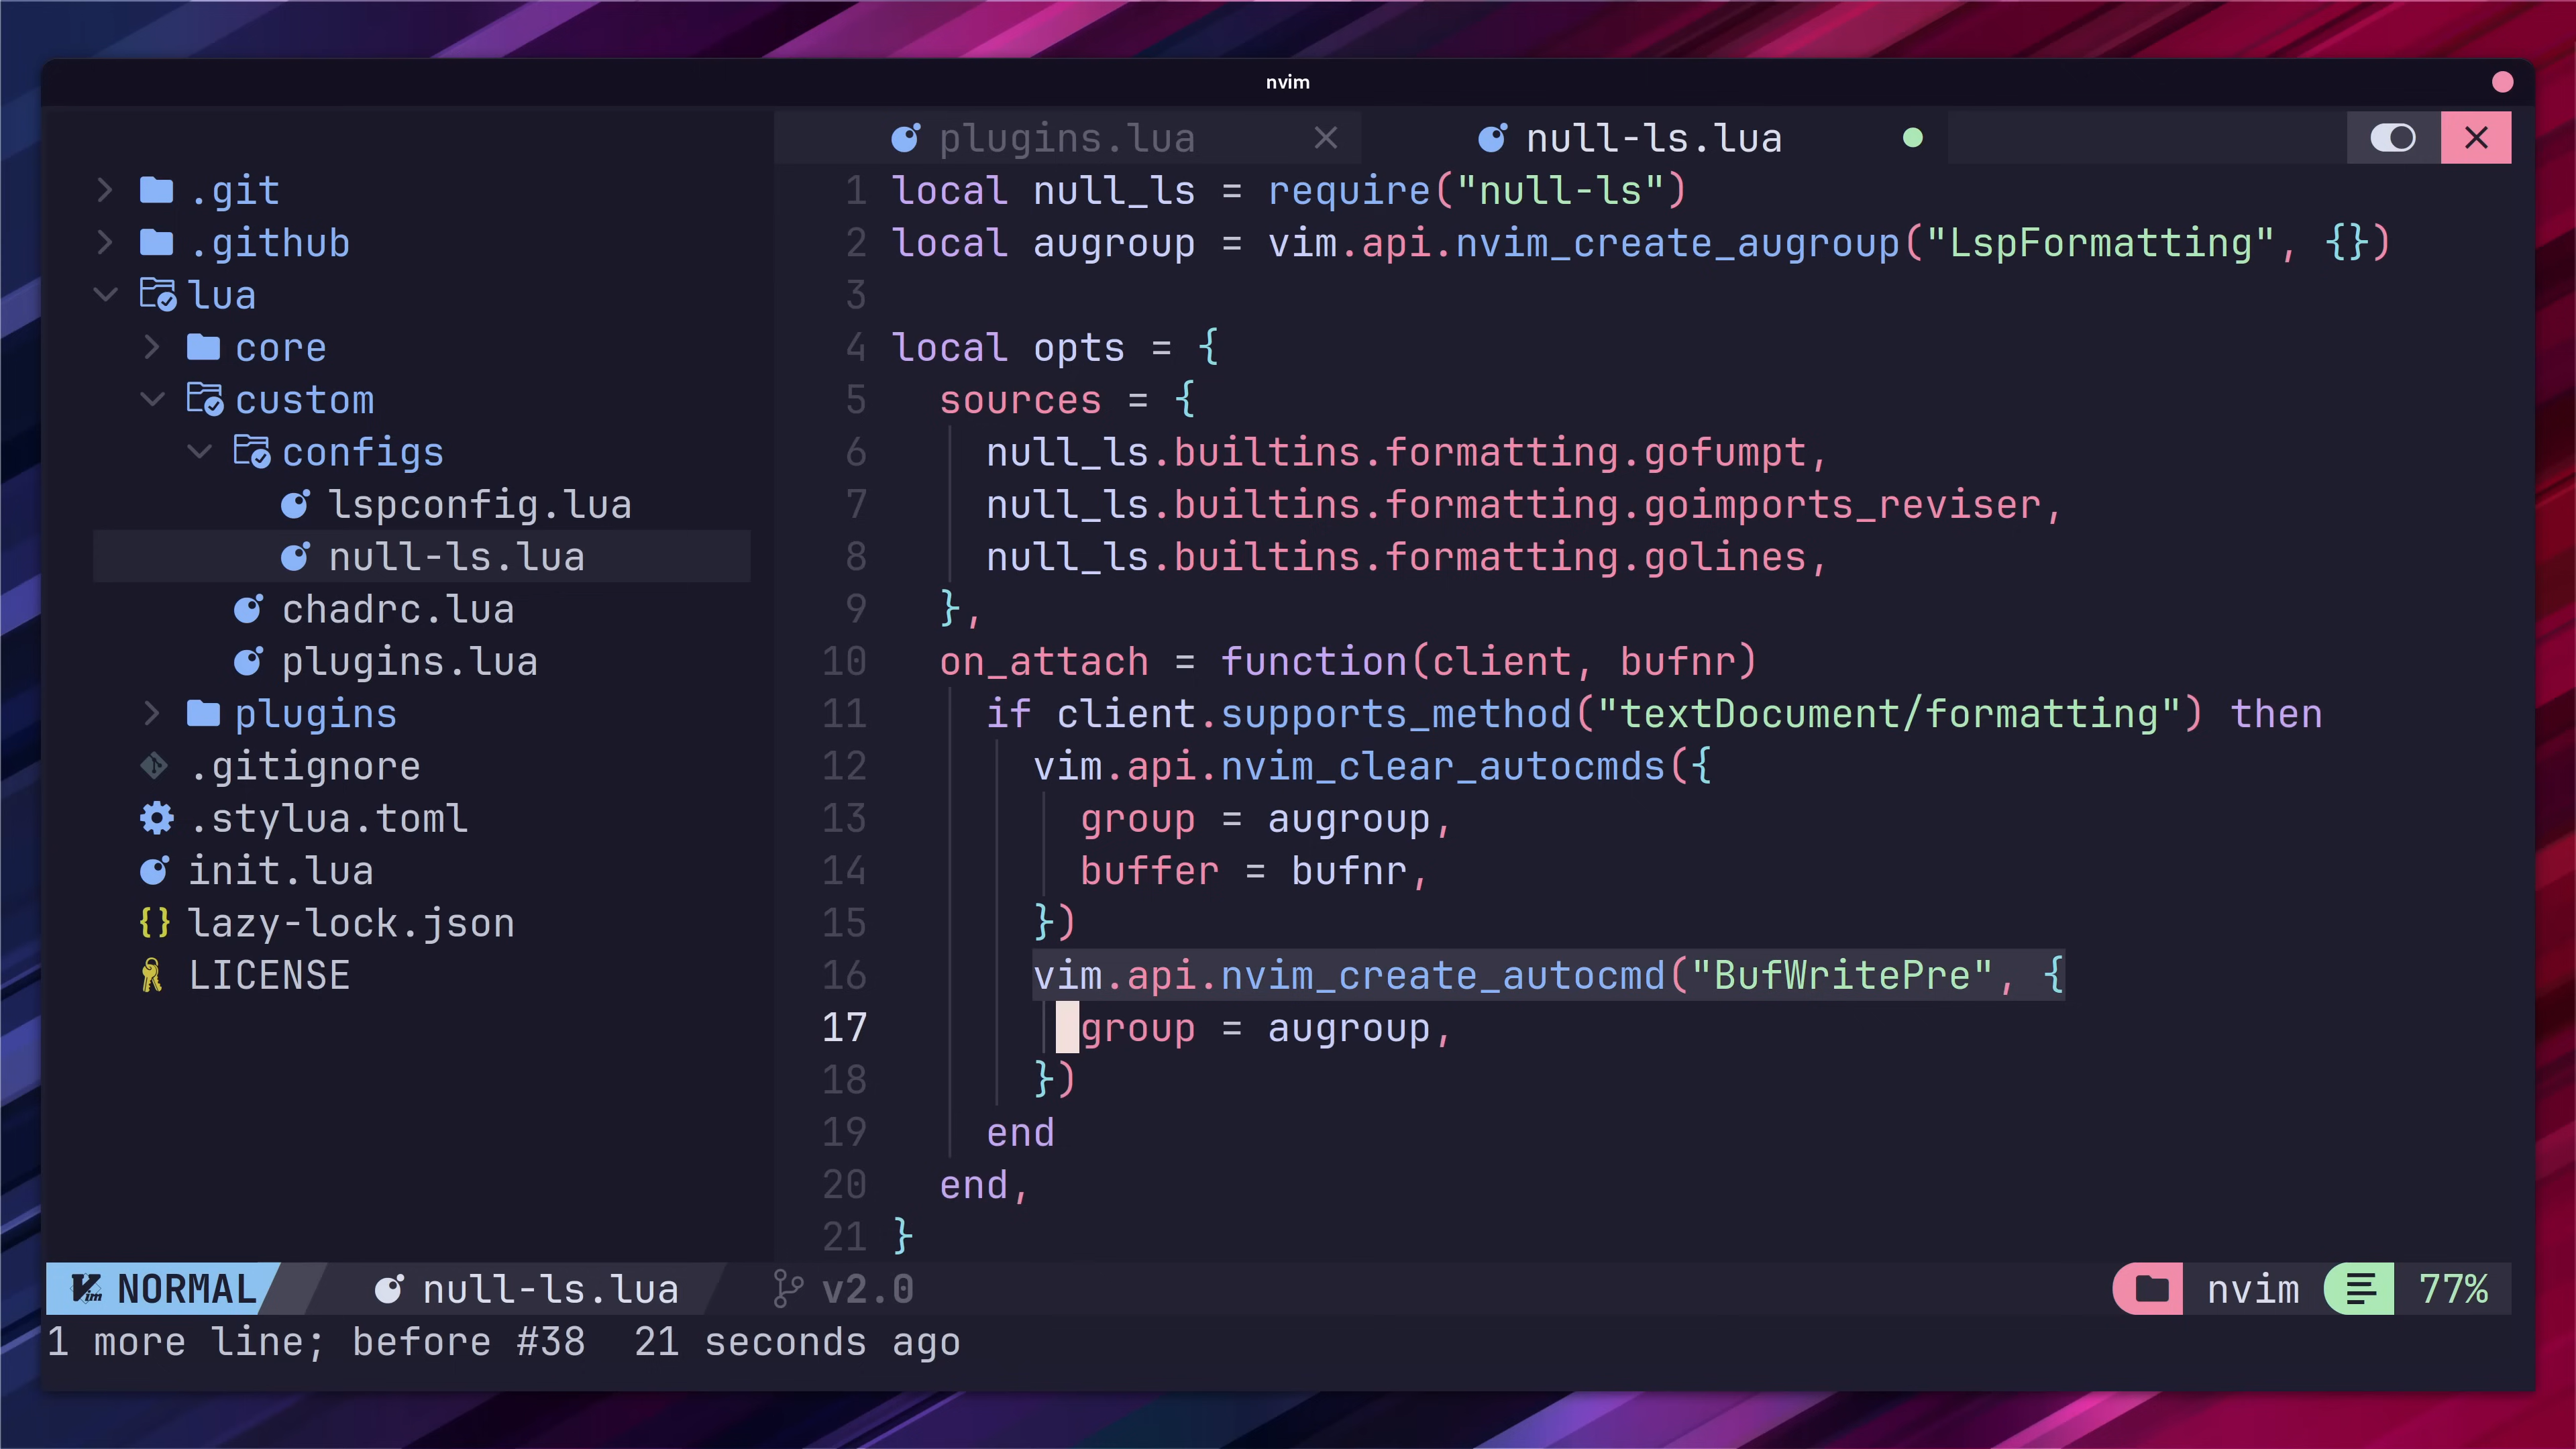 nvim
.git
.github
lua
core
custom
configs
lspconfig.lua
null-ls.lua
chadrc.lua
plugins.lua
plugins
.gitignore
.stylua.toml
init.lua
lazy-lock.json
LICENSE
plugins.lua null-ls.lua
1 local null_ls = require("null-ls")
2 local augroup = vim.api.nvim_create_augroup("LspFormatting", {})
3
4 local opts = {
5   sources = {
6     null_ls.builtins.formatting.gofumpt,
7     null_ls.builtins.formatting.goimports_reviser,
8     null_ls.builtins.formatting.golines,
9   },
10   on_attach = function(client, bufnr)
11     if client.supports_method("textDocument/formatting") then
12       vim.api.nvim_clear_autocmds({
13         group = augroup,
14         buffer = bufnr,
15       })
16       vim.api.nvim_create_autocmd("BufWritePre", {
17         group = augroup,
18       })
19     end
20   end,
21 }
NORMAL null-ls.lua v2.0 nvim 77%
1 more line; before #38  21 seconds ago